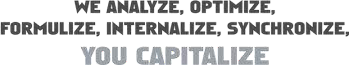 WE ANALYZE, OPTIMIZE,
FORMULIZE, INTERNALIZE, SYNCHRONIZE,
YOU CAPITALIZE